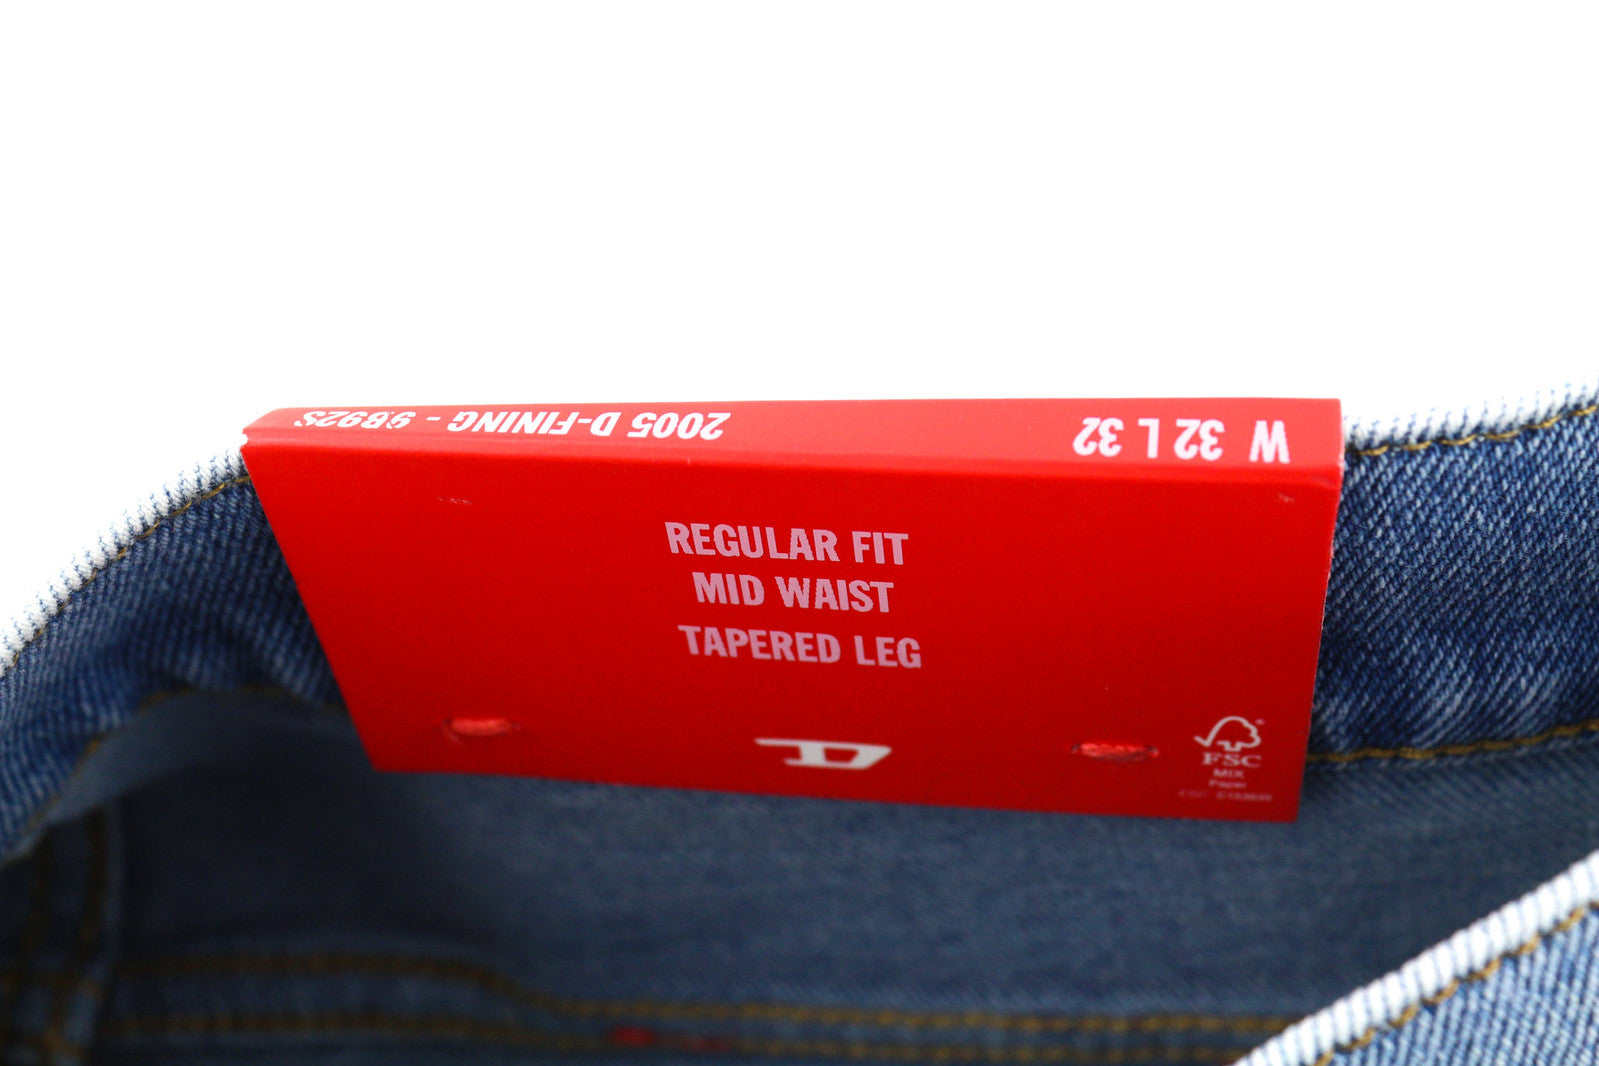 2005 D-FINING - 9B92S
W 32 L 32
REGULAR FIT
MID WAIST
TAPERED LEG
D
FSC
MIX
Paper